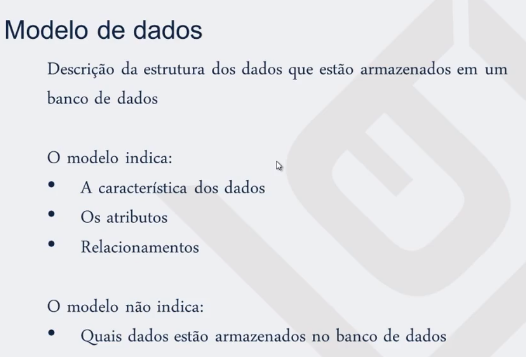 Modelo de dados
Descrição da estrutura dos dados que estão armazenados em um
banco de dados
O modelo indica:
• A característica dos dados
• Os atributos
• Relacionamentos
O modelo não indica:
• Quais dados estão armazenados no banco de dados